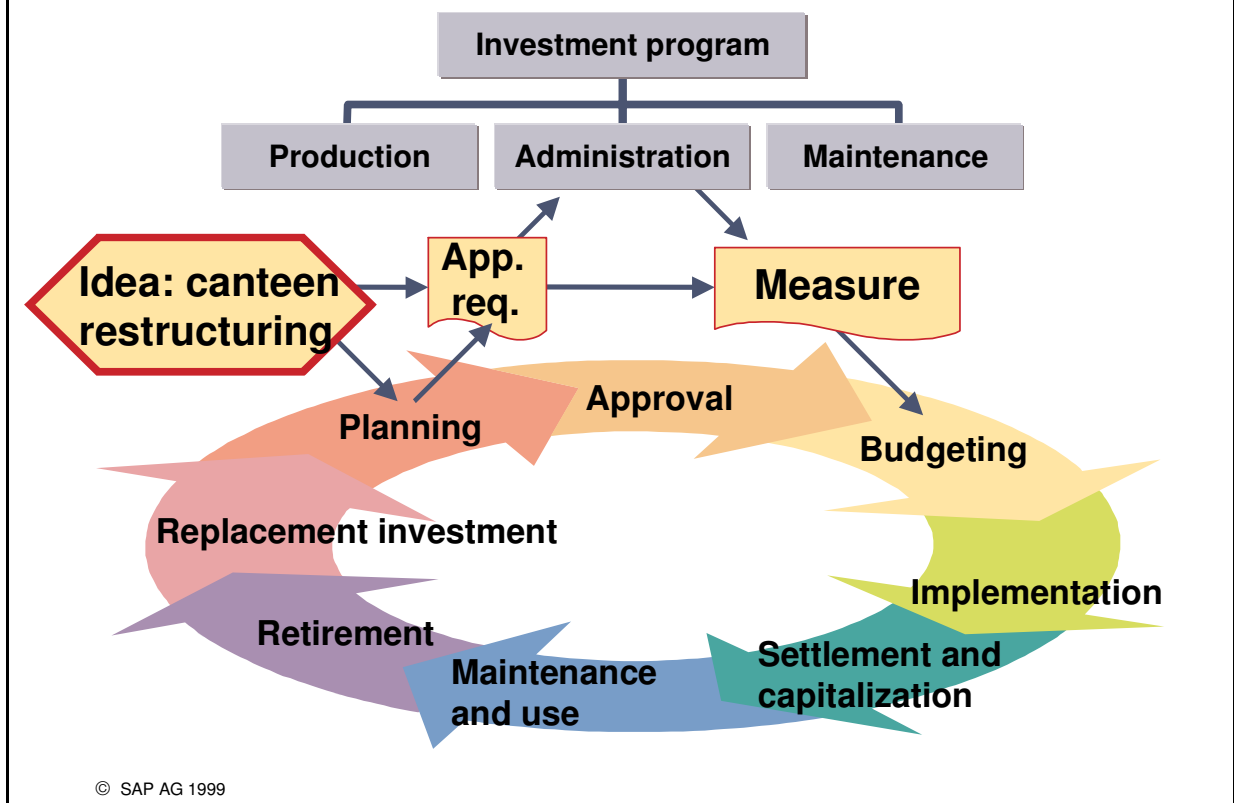 Investment program
Production
Administration
Maintenance
Idea: canteen
restructuring
App.
req.
Measure
Planning
Approval
Budgeting
Replacement investment
Implementation
Retirement
Maintenance
and use
Settlement and
capitalization
© SAP AG 1999